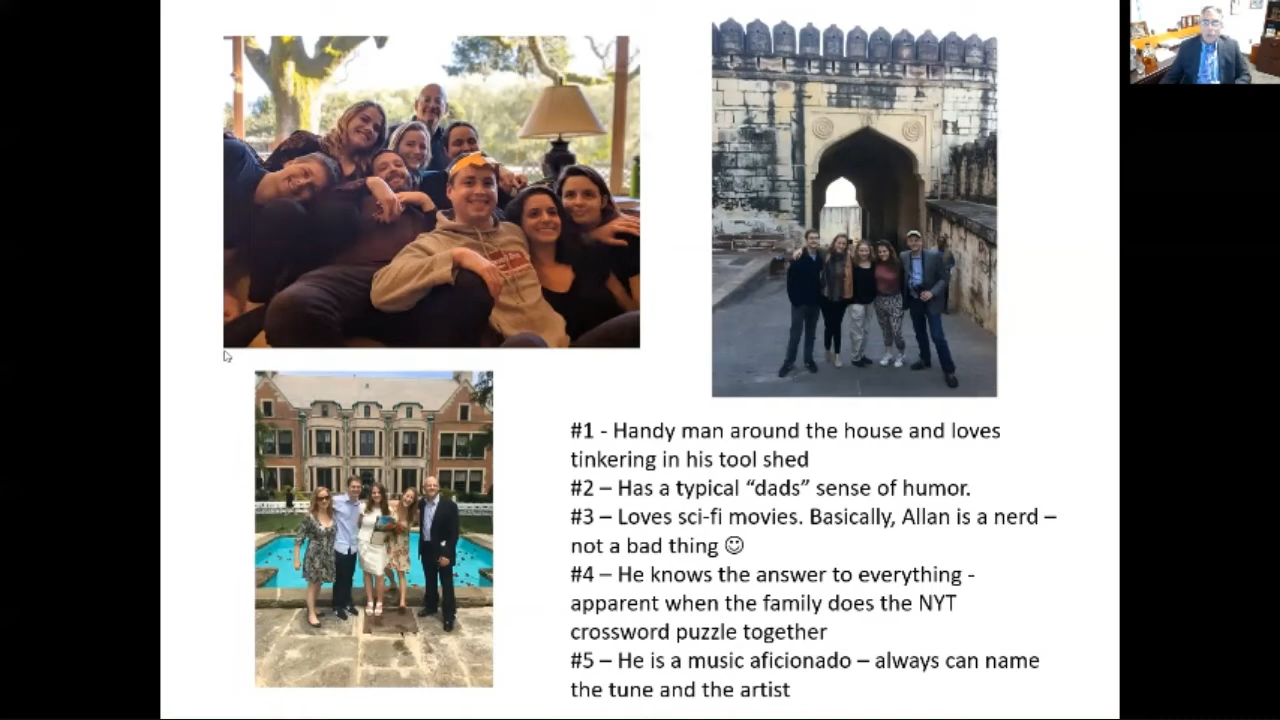 #1 - Handy man around the house and loves
tinkering in his tool shed
#2 – Has a typical “dads” sense of humor.
#3 – Loves sci-fi movies. Basically, Allan is a nerd –
not a bad thing ☺
#4 – He knows the answer to everything -
apparent when the family does the NYT
crossword puzzle together
#5 – He is a music aficionado – always can name
the tune and the artist